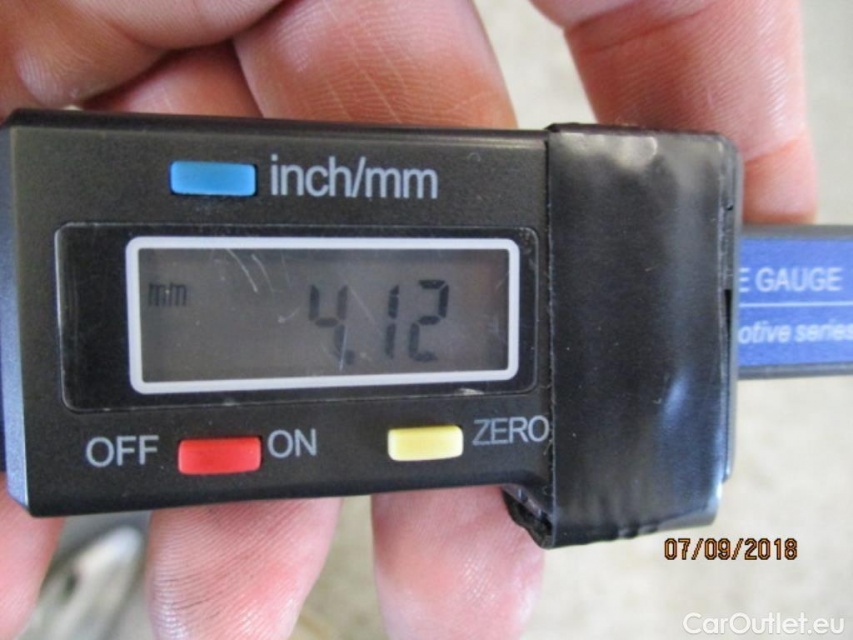 inch/mm
mm 4.12
OFF ON ZERO
E GAUGE
otive series
07/09/2018
CarOutlet.eu